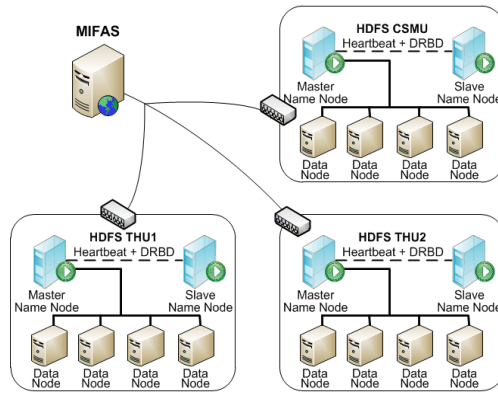 MIFAS
HDFS CSMU
Heartbeat + DRBD
Master
Name Node
Slave
Name Node
Data
Node
Data
Node
Data
Node
Data
Node
HDFS THU1
Heartbeat + DRBD
Master
Name Node
Slave
Name Node
Data
Node
Data
Node
Data
Node
Data
Node
HDFS THU2
Heartbeat + DRBD
Master
Name Node
Slave
Name Node
Data
Node
Data
Node
Data
Node
Data
Node